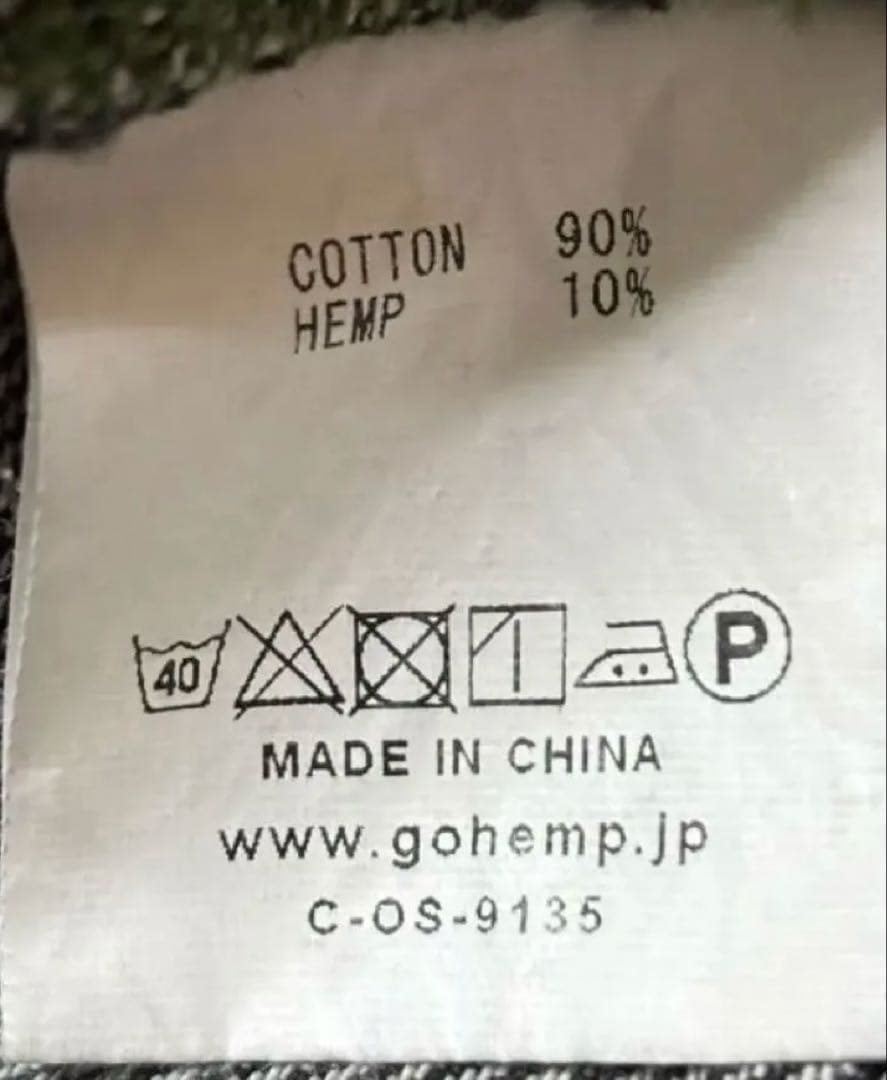 COTTON 90%
HEMP 10%
40 P
MADE IN CHINA
www.gohemp.jp
C-OS-9135